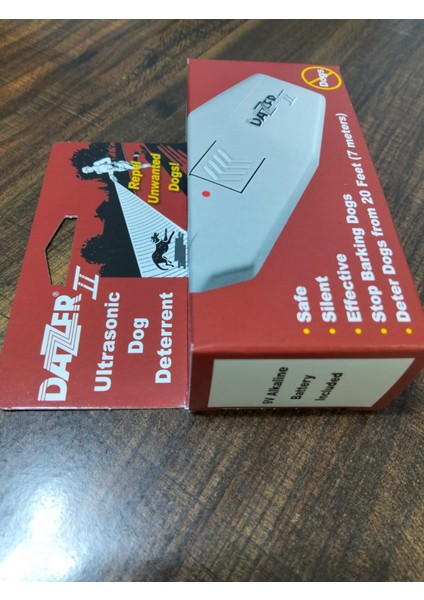 DAZZER® II
Ultrasonic
Dog
Deterrent
Repel
Unwanted
Dogs!
DAZZER II
Dogs
• Safe
• Silent
• Effective
• Stop Barking Dogs
• Deter Dogs from 20 Feet (7 meters)
9V Alkaline
Battery
Included